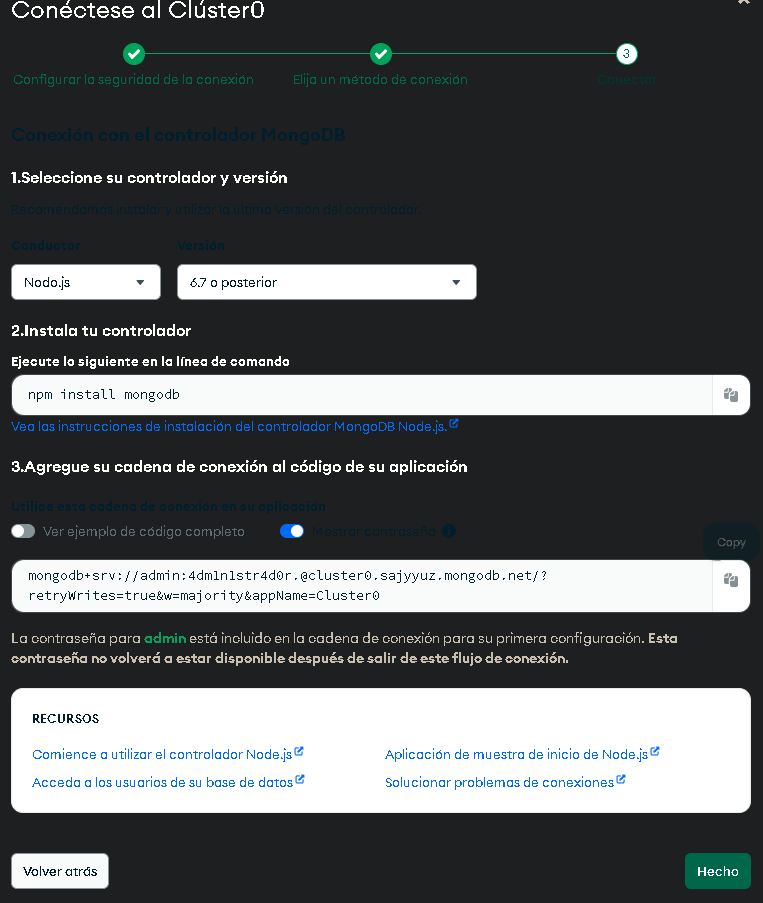 Conéctese al Clúster0
3
Configurar la seguridad de la conexión
Elija un método de conexión
Conectar
Conexión con el controlador MongoDB
1.Seleccione su controlador y versión
Recomendamos instalar y utilizar la última versión del controlador.
Conductor Versión
Nodo.js 6.7 o posterior
2.Instala tu controlador
Ejecute lo siguiente en la línea de comando
npm install mongodb
Vea las instrucciones de instalación del controlador MongoDB Node.js.
3.Agregue su cadena de conexión al código de su aplicación
Utilice esta cadena de conexión en su aplicación
Ver ejemplo de código completo Mostrar contraseña
Copy
mongodb+srv://admin:4dm1n1str4d0r.@cluster0.sajyyuz.mongodb.net/?
retryWrites=true&w=majority&appName=Cluster0
La contraseña para admin está incluido en la cadena de conexión para su primera configuración. Esta
contraseña no volverá a estar disponible después de salir de este flujo de conexión.
RECURSOS
Comience a utilizar el controlador Node.js Aplicación de muestra de inicio de Node.js
Acceda a los usuarios de su base de datos Solucionar problemas de conexiones
Volver atrás Hecho